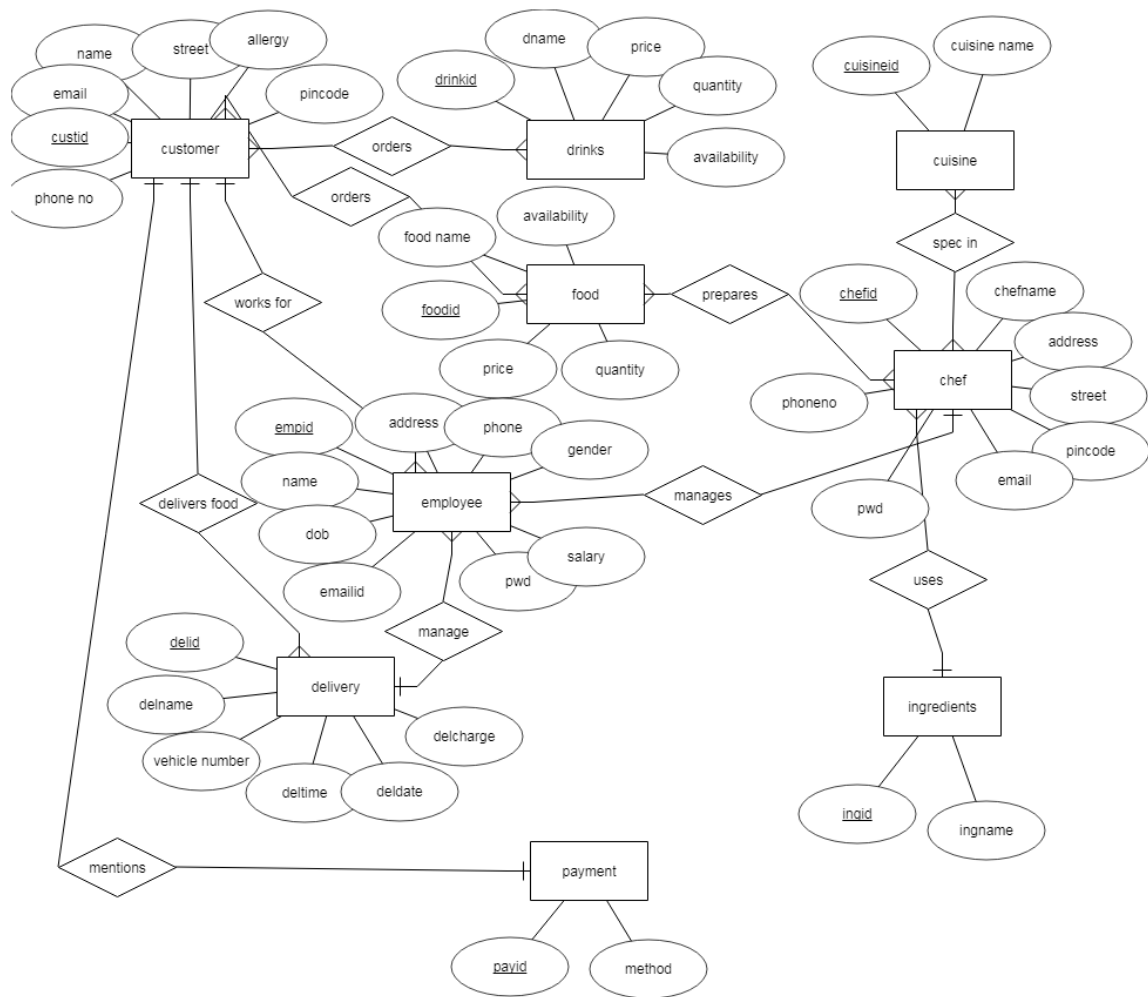 allergy
street
name
dname
price
cuisine name
cuisineid
drinkid
email
pincode
quantity
custid
customer
orders
drinks
availability
cuisine
phone no
orders
availability
food name
spec in
works for
food
prepares
chefid
chefname
foodid
address
price
quantity
chef
street
phoneno
empid
address
phone
gender
pincode
email
name
manages
delivers food
employee
pwd
dob
salary
emailid
pwd
uses
manage
delid
delivery
delname
delcharge
ingredients
vehicle number
deltime
deldate
ingid
ingname
mentions
payment
payid
method